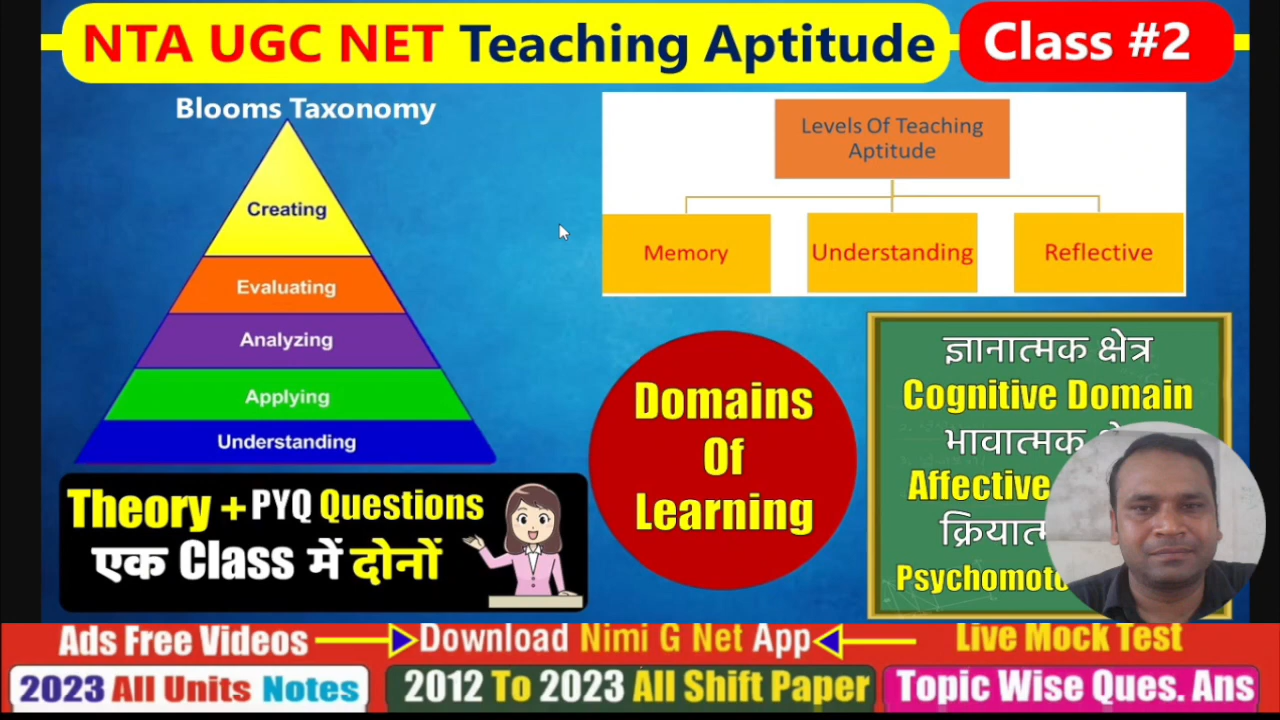 NTA UGC NET Teaching Aptitude
Class #2
Blooms Taxonomy
Creating
Evaluating
Analyzing
Applying
Understanding
Levels Of Teaching
Aptitude
Memory
Understanding
Reflective
Theory + PYQ Questions
एक Class में दोनों
Domains
Of
Learning
ज्ञानात्मक क्षेत्र
Cognitive Domain
भावात्मक
Affective
Ads Free Videos
Download Nimi G Net App
Live Mock Test
2023 All Units Notes
2012 To 2023 All Shift Paper
Topic Wise Ques. Ans